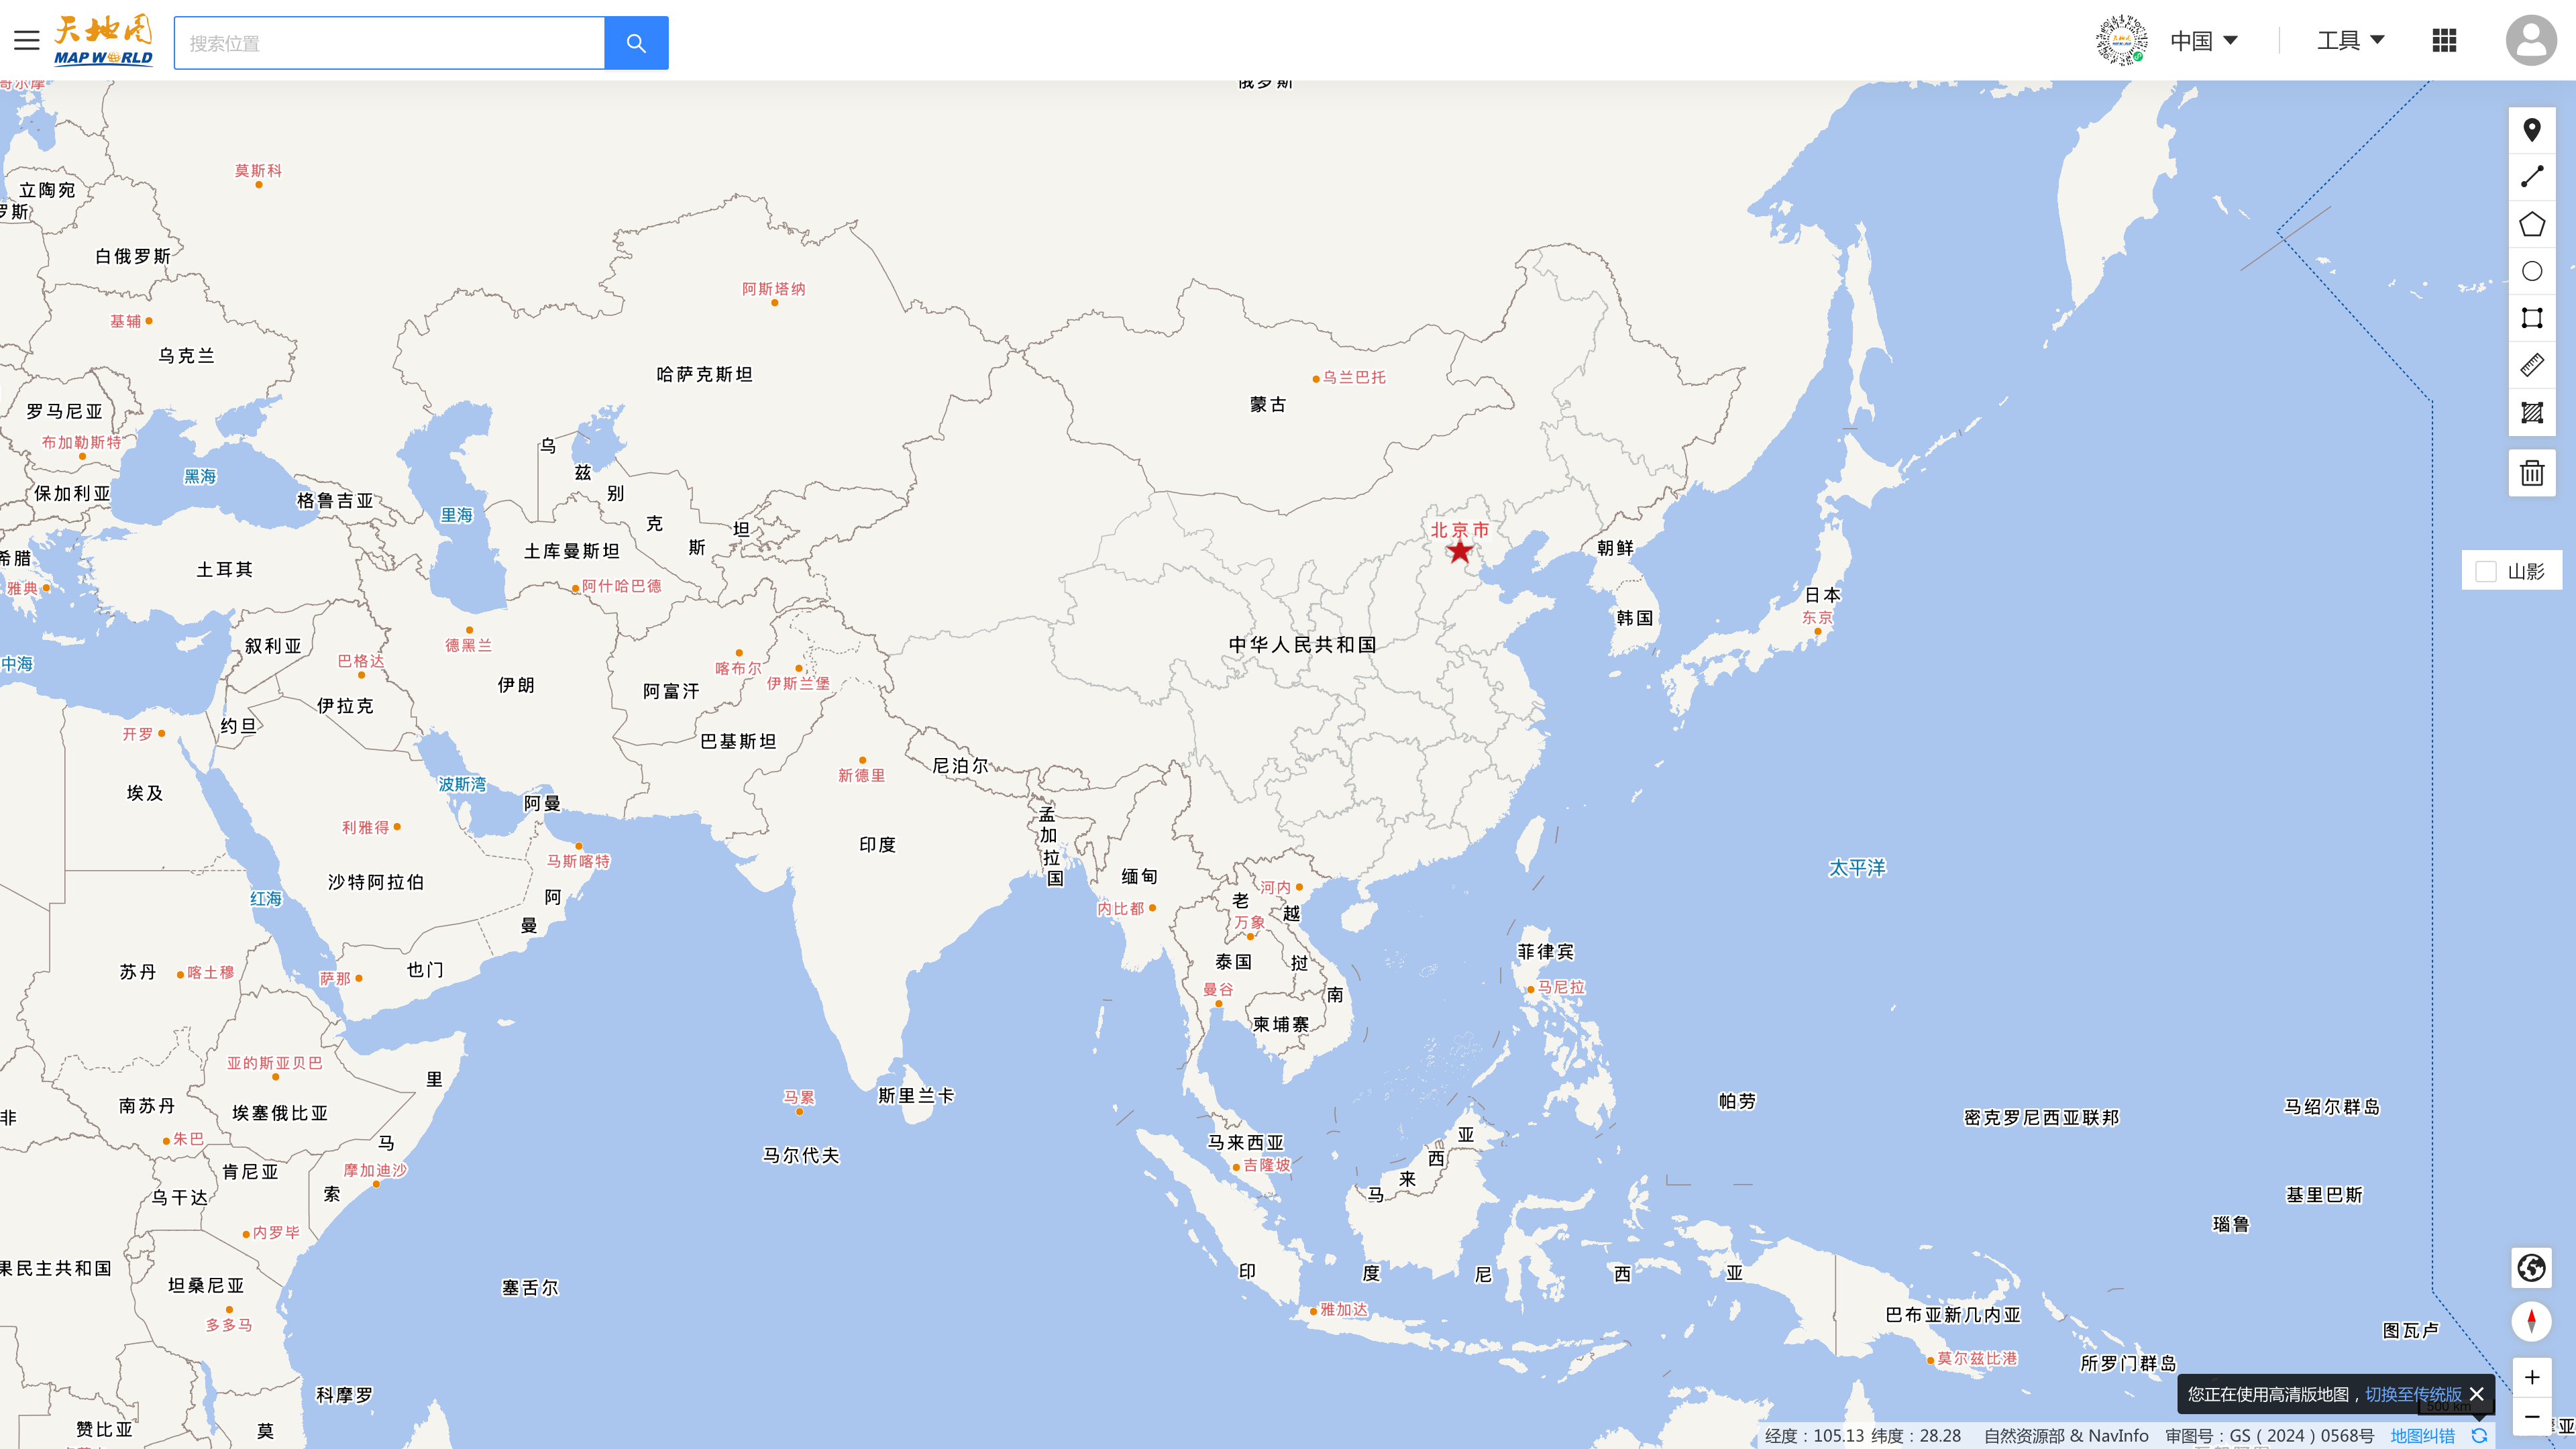 天地图
MAP WORLD
搜索位置
中国
工具
哥尔摩
俄罗斯
莫斯科
立陶宛
罗斯
白俄罗斯
阿斯塔纳
基辅
乌克兰
哈萨克斯坦
乌兰巴托
蒙古
罗马尼亚
布加勒斯特
乌兹别克斯坦
黑海
保加利亚
格鲁吉亚
里海
北京市
土库曼斯坦
朝鲜
希腊
土耳其
山影
雅典
阿什哈巴德
日本
东京
韩国
德黑兰
叙利亚
中华人民共和国
中海
巴格达
喀布尔
伊斯兰堡
伊朗
阿富汗
伊拉克
约旦
开罗
巴基斯坦
尼泊尔
新德里
波斯湾
埃及
阿曼
孟加拉国
利雅得
印度
马斯喀特
太平洋
缅甸
沙特阿拉伯
河内
老
红海
阿曼
内比都
越
万象
菲律宾
泰国
挝
苏丹
喀土穆
萨那
也门
曼谷
南
马尼拉
柬埔寨
亚的斯亚贝巴
里
马累
斯里兰卡
帕劳
马绍尔群岛
南苏丹
埃塞俄比亚
非
密克罗尼西亚联邦
朱巴
马
马来西亚
亚
马尔代夫
西
吉隆坡
肯尼亚
摩加迪沙
来
乌干达
索
马
基里巴斯
瑙鲁
内罗毕
果民主共和国
坦桑尼亚
塞舌尔
印度尼西亚
多多马
雅加达
巴布亚新几内亚
图瓦卢
莫尔兹比港
所罗门群岛
科摩罗
您正在使用高清版地图，切换至传统版
500 km
赞比亚
莫
亚
经度：105.13 纬度：28.28 自然资源部 & NavInfo 审图号：GS（2024）0568号 地图纠错